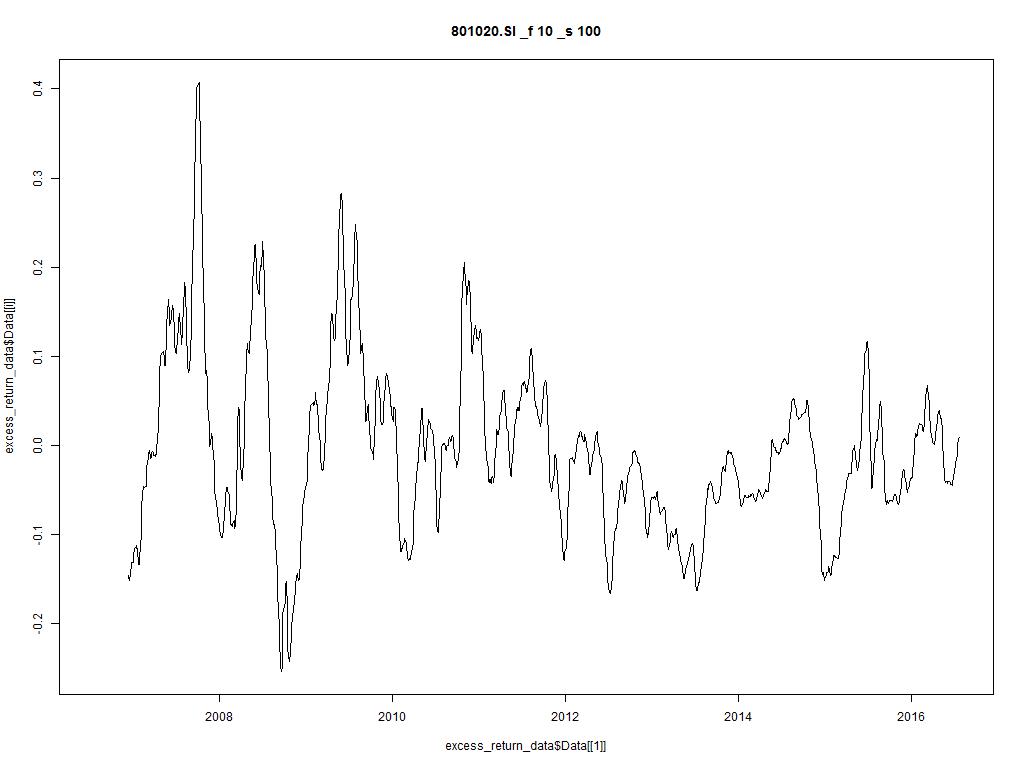 801020.SI _f 10 _s 100
excess_return_data$Data[[i]]
0.4
0.3
0.2
0.1
0.0
-0.1
-0.2
2008 2010 2012 2014 2016
excess_return_data$Data[[1]]